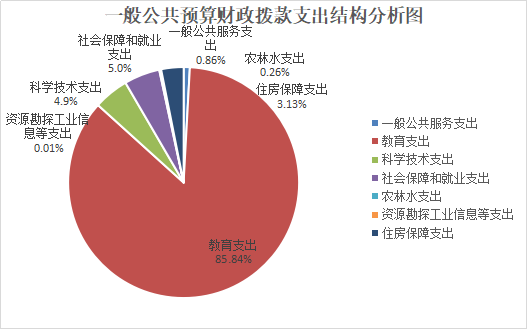 一般公共预算财政拨款支出结构分析图
一般公共服务支
出
0.86%
社会保障和就业
支出
5.0%
农林水支出
0.26%
住房保障支出
3.13%
科学技术支出
4.9%
资源勘探工业信
息等支出
0.01%
教育支出
85.84%
一般公共服务支出
教育支出
科学技术支出
社会保障和就业支出
农林水支出
资源勘探工业信息等支出
住房保障支出